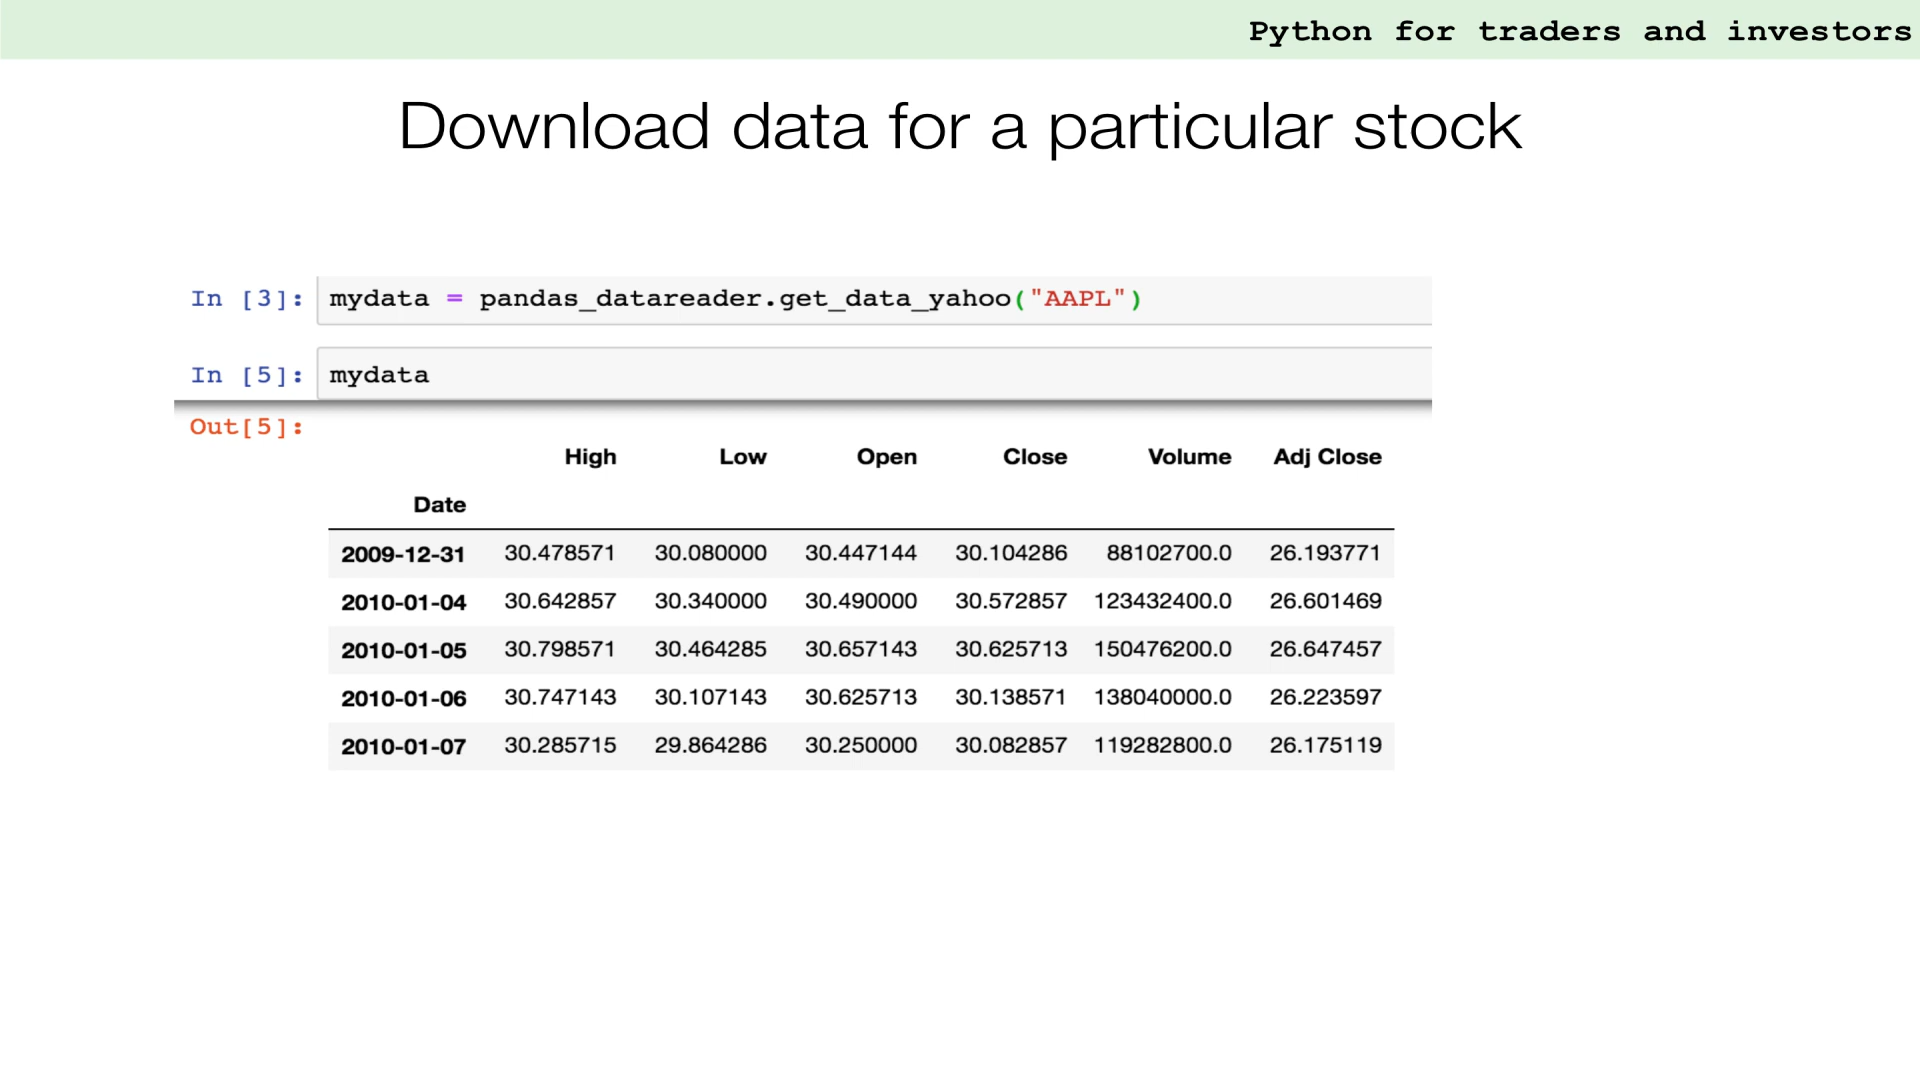 Python for traders and investors
Download data for a particular stock
In [3]: mydata = pandas_datareader.get_data_yahoo("AAPL")
In [5]: mydata
Out[5]:
High Low Open Close Volume Adj Close
Date
2009-12-31 30.478571 30.080000 30.447144 30.104286 88102700.0 26.193771
2010-01-04 30.642857 30.340000 30.490000 30.572857 123432400.0 26.601469
2010-01-05 30.798571 30.464285 30.657143 30.625713 150476200.0 26.647457
2010-01-06 30.747143 30.107143 30.625713 30.138571 138040000.0 26.223597
2010-01-07 30.285715 29.864286 30.250000 30.082857 119282800.0 26.175119